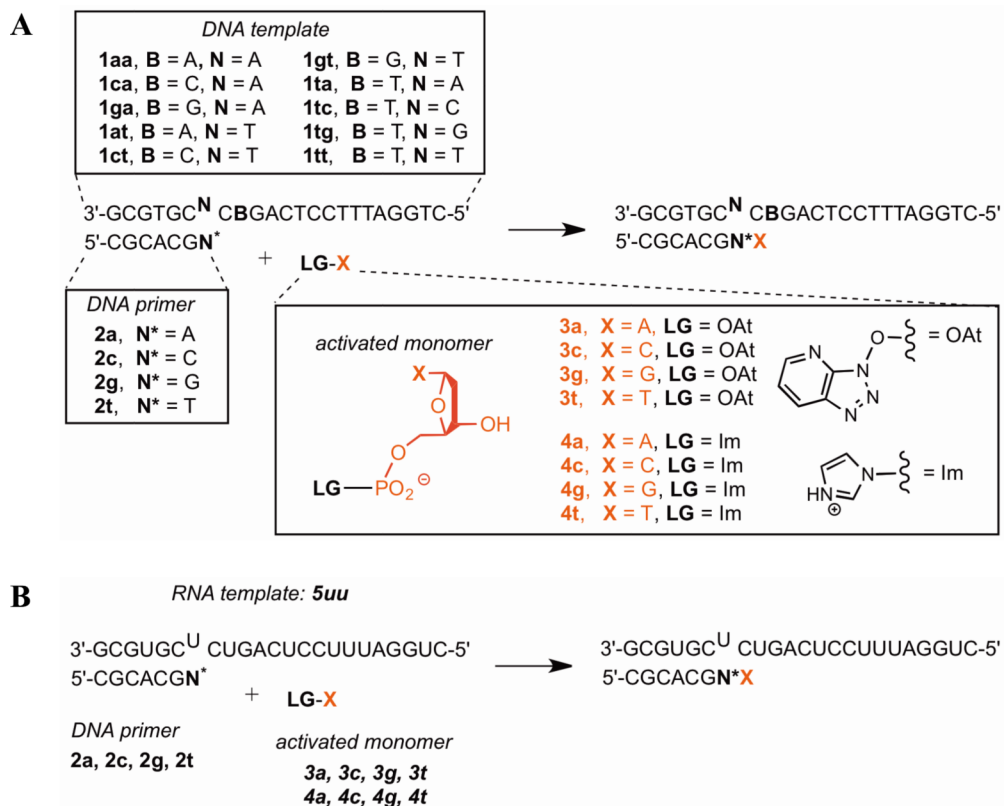 A
DNA template
1aa, B = A, N = A 1gt, B = G, N = T
1ca, B = C, N = A 1ta, B = T, N = A
1ga, B = G, N = A 1tc, B = T, N = C
1at, B = A, N = T 1tg, B = T, N = G
1ct, B = C, N = T 1tt, B = T, N = T
3'-GCGTGC N CBGACTCCTTTAGGTC-5' 3'-GCGTGC N CBGACTCCTTTAGGTC-5'
5'-CGCACGN* 5'-CGCACGN*X
+ LG-X
DNA primer
2a, N* = A
2c, N* = C
2g, N* = G
2t, N* = T
activated monomer
X
O
OH
O
LG—PO2 ⊖
3a, X = A, LG = OAt
3c, X = C, LG = OAt
3g, X = G, LG = OAt
3t, X = T, LG = OAt
4a, X = A, LG = Im
4c, X = C, LG = Im
4g, X = G, LG = Im
4t, X = T, LG = Im
O
N N N N = OAt
N HN ⊕ = Im
B
RNA template: 5uu
3'-GCGUGC U CUGACUCCUUUAGGUC-5' 3'-GCGUGC U CUGACUCCUUUAGGUC-5'
5'-CGCACGN* 5'-CGCACGN*X
+ LG-X
DNA primer
2a, 2c, 2g, 2t
activated monomer
3a, 3c, 3g, 3t
4a, 4c, 4g, 4t